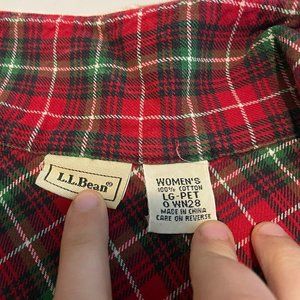 L.L.Bean®
WOMEN'S
100% COTTON
LG-PET
0 WN28
MADE IN CHINA
CARE ON REVERSE